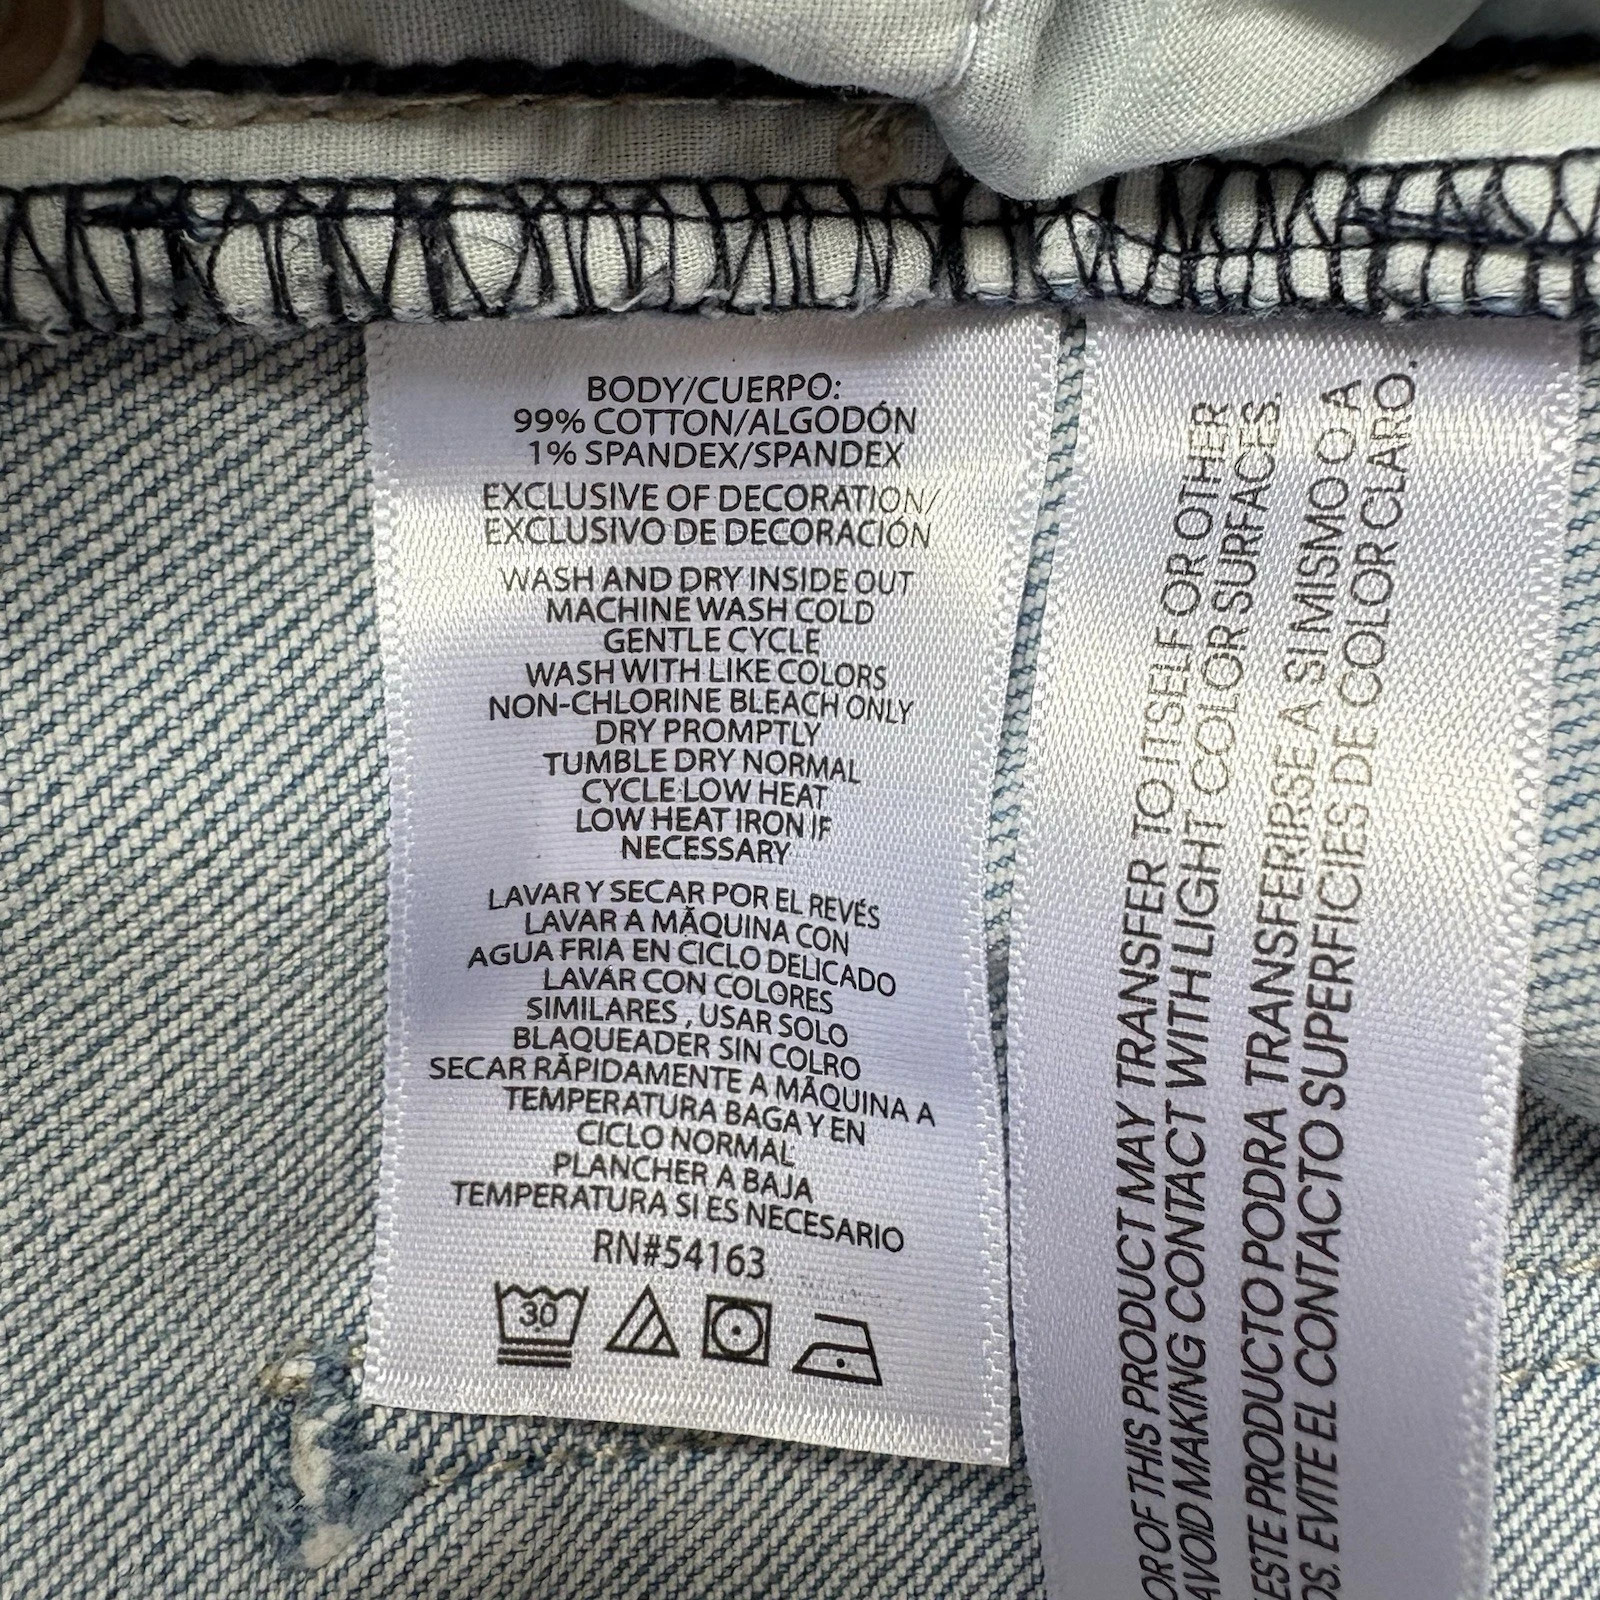 BODY/CUERPO:
99% COTTON/ALGODÓN
1% SPANDEX/SPANDEX
EXCLUSIVE OF DECORATION/
EXCLUSIVO DE DECORACIÓN
WASH AND DRY INSIDE OUT
MACHINE WASH COLD
GENTLE CYCLE
WASH WITH LIKE COLORS
NON-CHLORINE BLEACH ONLY
DRY PROMPTLY
TUMBLE DRY NORMAL
CYCLE LOW HEAT
LOW HEAT IRON IF
NECESSARY
LAVAR Y SECAR POR EL REVÉS
LAVAR A MĂQUINA CON
AGUA FRIA EN CICLO DELICADO
LAVAR CON COLORES
SIMILARES , USAR SOLO
BLAQUEADER SIN COLRO
SECAR RĂPIDAMENTE A MĂQUINA A
TEMPERATURA BAGA Y EN
CICLO NORMAL
PLANCHER A BAJA
TEMPERATURA SI ES NECESARIO
RN#54163
30
OR OF THIS PRODUCT MAY TRANSFER TO ITSELF OR OTHER
AVOID MAKING CONTACT WITH LIGHT COLOR SURFACES.
ESTE PRODUCTO PODRA TRANSFERIRSE A SI MISMO O A
OS. EVITE EL CONTACTO SUPERFICIES DE COLOR CLARO.